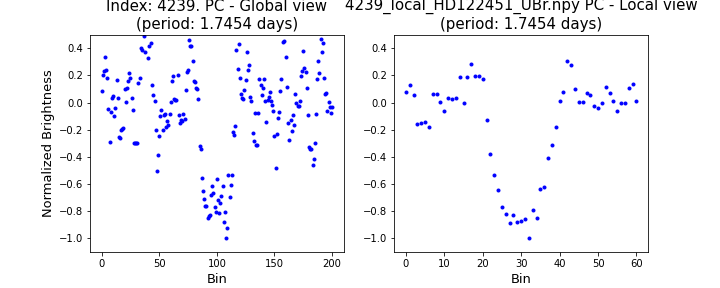 Index: 4239. PC - Global view
(period: 1.7454 days)
4239_local_HD122451_UBr.npy PC - Local view
(period: 1.7454 days)
Normalized Brightness
0.4
0.2
0.0
−0.2
−0.4
−0.6
−0.8
−1.0
0 50 100 150 200
Bin
0.4
0.2
0.0
−0.2
−0.4
−0.6
−0.8
−1.0
0 10 20 30 40 50 60
Bin